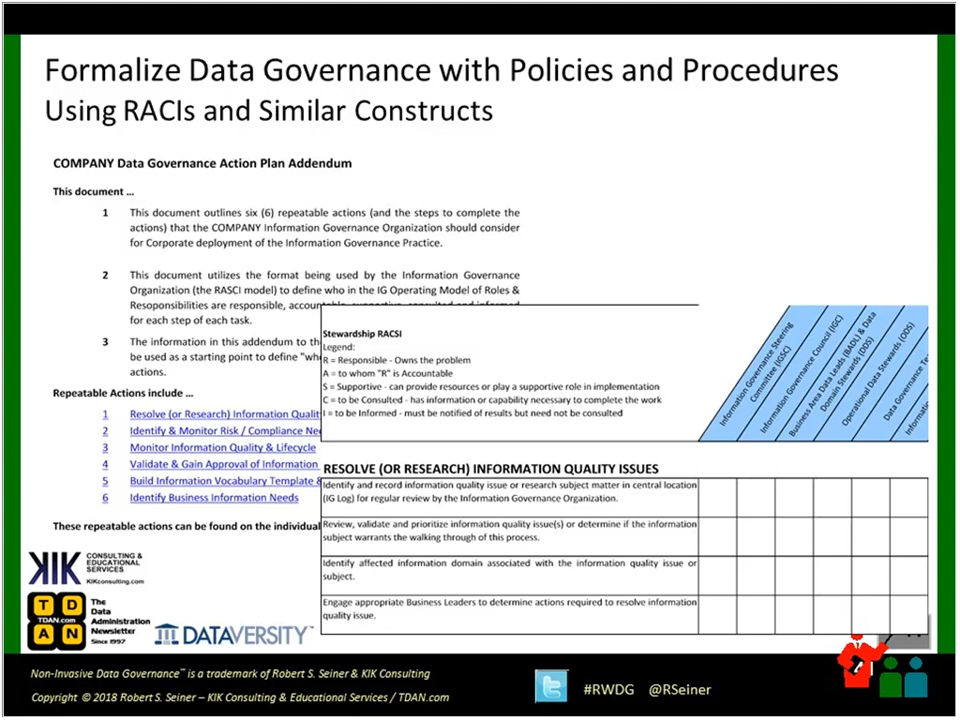 Formalize Data Governance with Policies and Procedures
Using RACIs and Similar Constructs
COMPANY Data Governance Action Plan Addendum
This document ...
1 This document outlines six (6) repeatable actions (and the steps to complete the
actions) that the COMPANY Information Governance Organization should consider
for Corporate deployment of the Information Governance Practice.
2 This document utilizes the format being used by the Information Governance
Organization (the RASCI model) to define who in the IG Operating Model of Roles &
Responsibilities are responsible,
for each step of each task.
3 The information in this addendum to
be used as a starting point to define
actions.
Repeatable Actions include ...
1 Resolve (or Research) Information
2 Identify & Monitor Risk / Compliance
3 Monitor Information Quality & Lifecycle
4 Validate & Gain Approval of Information
5 Build Information Vocabulary Template &
6 Identify Business Information Needs
These repeatable actions can be found on the individual
Stewardship RACSI
Legend:
R = Responsible - Owns the problem
A = to whom "R" is Accountable
S = Supportive - can provide resources or play a supportive role in implementation
C = to be Consulted - has information or capability necessary to complete the work
I = to be Informed - must be notified of results but need not be consulted
Information Governance Steering
Committee (IGSC)
Information Governance Council (IGC)
Business Area Data Leads (BADL) & Data
Domain Stewards (DDS)
Operational Data Stewards (ODS)
Data Governance
RESOLVE (OR RESEARCH) INFORMATION QUALITY ISSUES
Identify and record information quality issue or research subject matter in central location
(IG Log) for regular review by the Information Governance Organization.
Review, validate and prioritize information quality issue(s) or determine if the information
subject warrants the walking through of this process.
Identify affected information domain associated with the information quality issue or
subject.
Engage appropriate Business Leaders to determine actions required to resolve information
quality issue.
KIK CONSULTING &
EDUCATIONAL
SERVICES
KIKconsulting.com
T D
TDAN.com
A N
The
Data
Administration
Newsletter
Since 1997
DATAVERSITY™
Non-Invasive Data Governance™ is a trademark of Robert S. Seiner & KIK Consulting
Copyright © 2018 Robert S. Seiner – KIK Consulting & Educational Services / TDAN.com
#RWDG @RSeiner